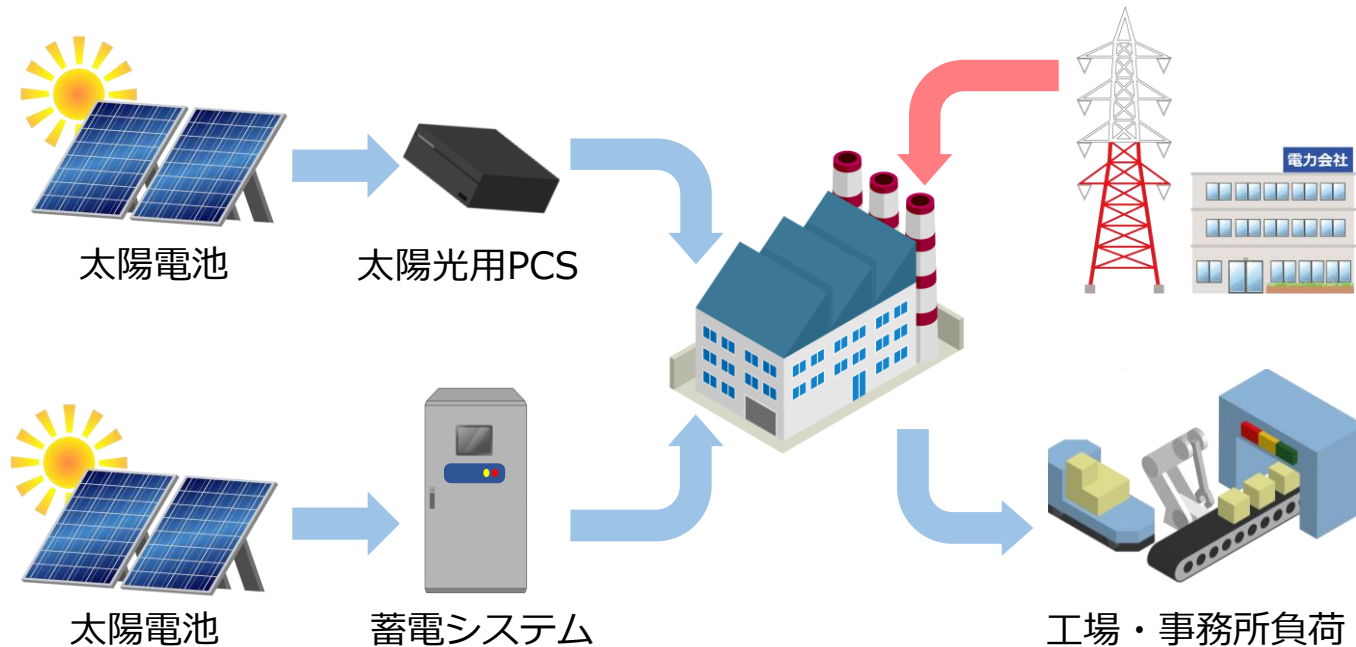 電力会社
太陽電池
太陽光用PCS
太陽電池
蓄電システム
工場・事務所負荷